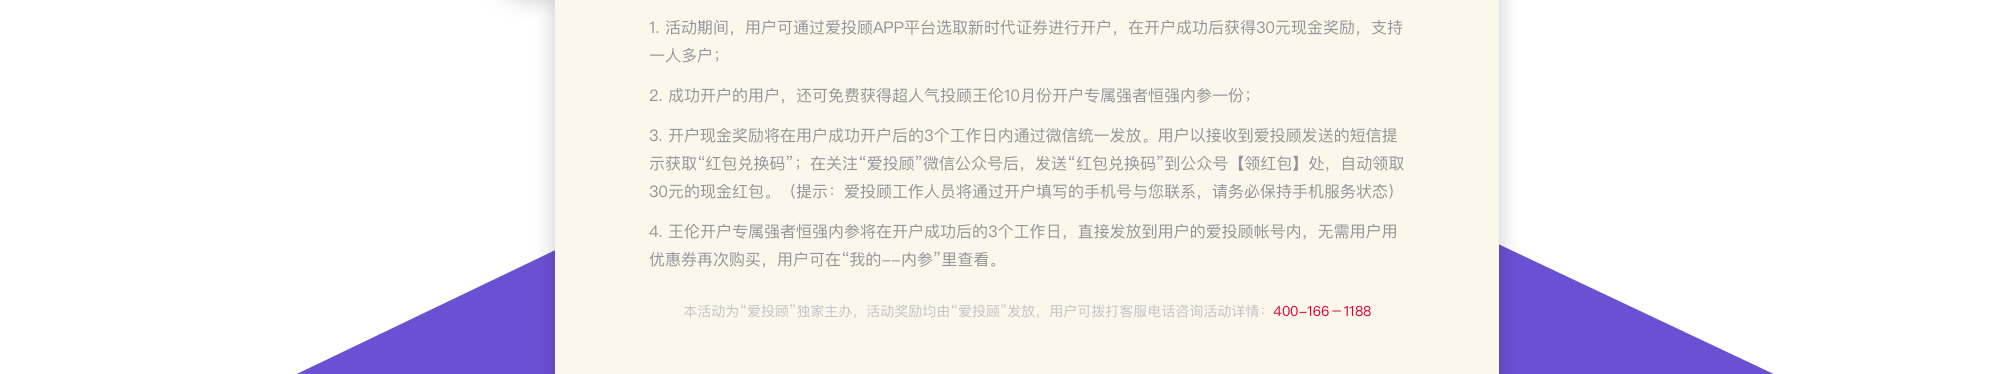 1. 活动期间，用户可通过爱投顾APP平台选取新时代证券进行开户，在开户成功后获得30元现金奖励，支持
一人多户；
2. 成功开户的用户，还可免费获得超人气投顾王伦10月份开户专属强者恒强内参一份；
3. 开户现金奖励将在用户成功开户后的3个工作日内通过微信统一发放。用户以接收到爱投顾发送的短信提
示获取“红包兑换码”；在关注“爱投顾”微信公众号后，发送“红包兑换码”到公众号【领红包】处，自动领取
30元的现金红包。（提示：爱投顾工作人员将通过开户填写的手机号与您联系，请务必保持手机服务状态）
4. 王伦开户专属强者恒强内参将在开户成功后的3个工作日，直接发放到用户的爱投顾帐号内，无需用户用
优惠券再次购买，用户可在“我的--内参”里查看。
本活动为“爱投顾”独家主办，活动奖励均由“爱投顾”发放，用户可拨打客服电话咨询活动详情：400-166－1188